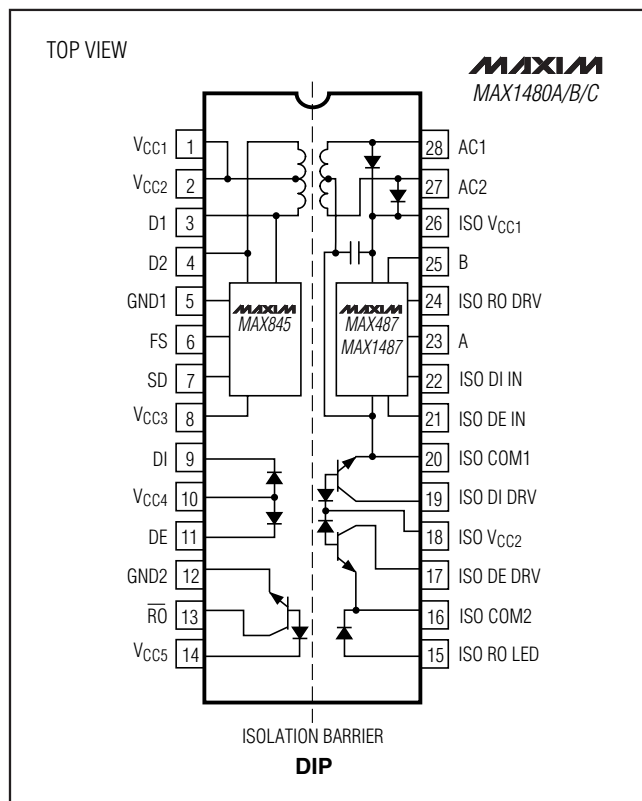 TOP VIEW
MAXIM
MAX1480A/B/C
VCC1 1
VCC2 2
D1 3
D2 4
GND1 5
FS 6
SD 7
VCC3 8
DI 9
VCC4 10
DE 11
GND2 12
R̅O̅ 13
VCC5 14
MAXIM
MAX845
MAXIM
MAX487
MAX1487
28 AC1
27 AC2
26 ISO VCC1
25 B
24 ISO RO DRV
23 A
22 ISO DI IN
21 ISO DE IN
20 ISO COM1
19 ISO DI DRV
18 ISO VCC2
17 ISO DE DRV
16 ISO COM2
15 ISO RO LED
ISOLATION BARRIER
DIP